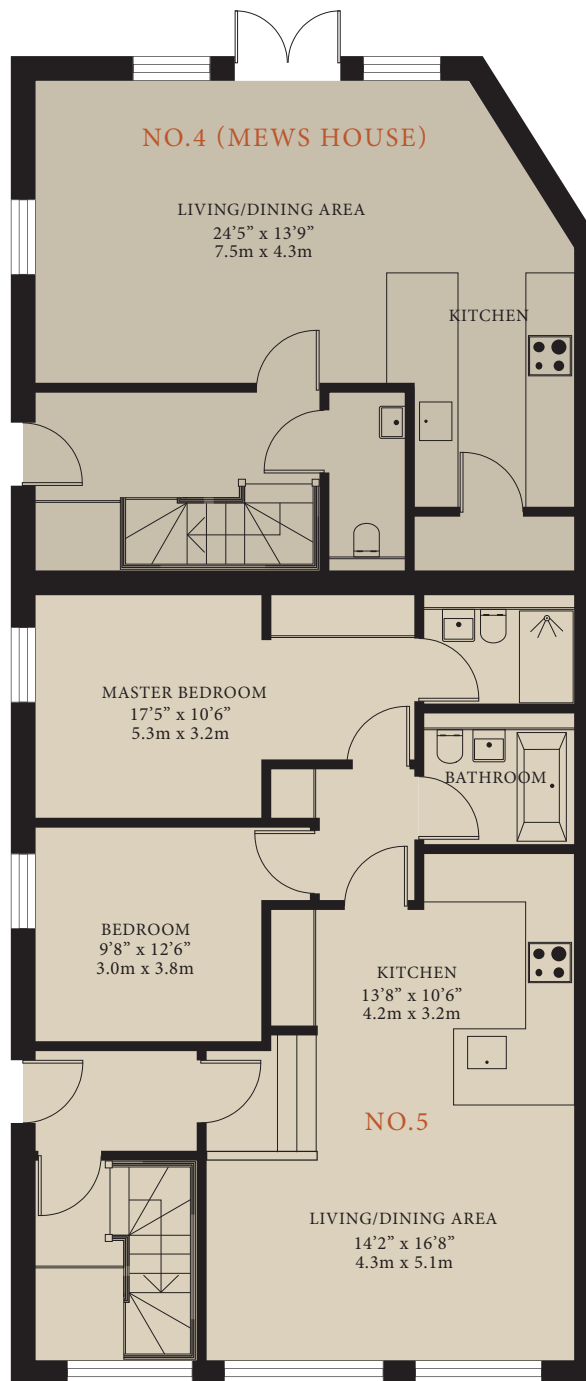 NO.4 (MEWS HOUSE)
LIVING/DINING AREA
24’5” x 13’9”
7.5m x 4.3m
KITCHEN
MASTER BEDROOM
17’5” x 10’6”
5.3m x 3.2m
BATHROOM
BEDROOM
9’8” x 12’6”
3.0m x 3.8m
KITCHEN
13’8” x 10’6”
4.2m x 3.2m
NO.5
LIVING/DINING AREA
14’2” x 16’8”
4.3m x 5.1m